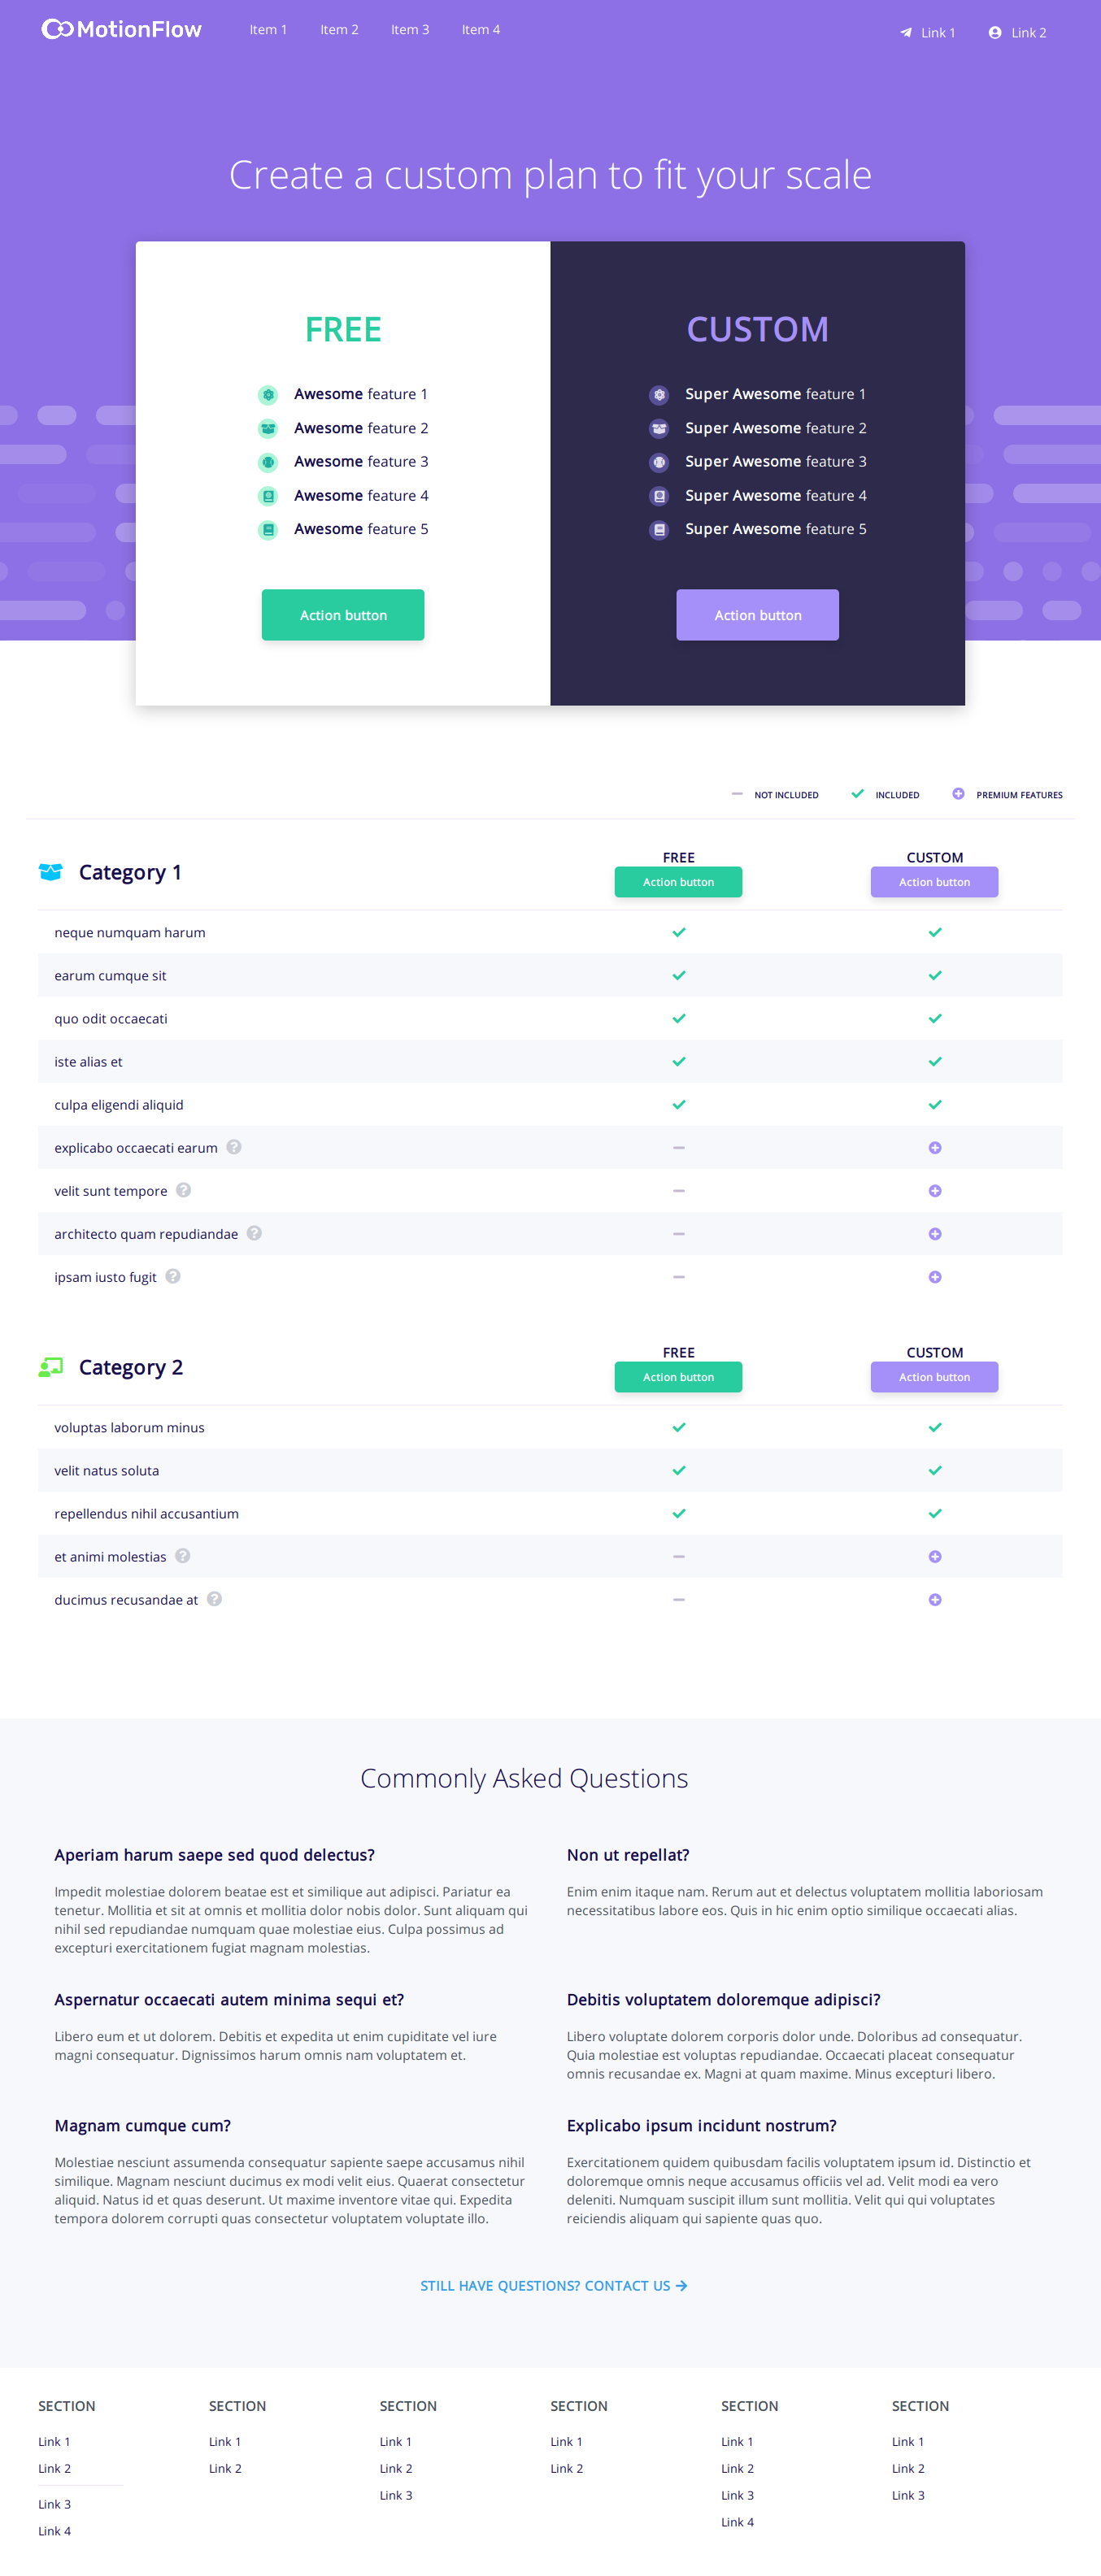 MotionFlow
Item 1
Item 2
Item 3
Item 4
Link 1
Link 2
Create a custom plan to fit your scale
FREE
Awesome feature 1
Awesome feature 2
Awesome feature 3
Awesome feature 4
Awesome feature 5
Action button
CUSTOM
Super Awesome feature 1
Super Awesome feature 2
Super Awesome feature 3
Super Awesome feature 4
Super Awesome feature 5
Action button
NOT INCLUDED
INCLUDED
PREMIUM FEATURES
Category 1
FREE
Action button
CUSTOM
Action button
neque numquam harum
earum cumque sit
quo odit occaecati
iste alias et
culpa eligendi aliquid
explicabo occaecati earum
velit sunt tempore
architecto quam repudiandae
ipsam iusto fugit
Category 2
FREE
Action button
CUSTOM
Action button
voluptas laborum minus
velit natus soluta
repellendus nihil accusantium
et animi molestias
ducimus recusandae at
Commonly Asked Questions
Aperiam harum saepe sed quod delectus?
Impedit molestiae dolorem beatae est et similique aut adipisci. Pariatur ea
tenetur. Mollitia et sit at omnis et mollitia dolor nobis dolor. Sunt aliquam qui
nihil sed repudiandae numquam quae molestiae eius. Culpa possimus ad
excepturi exercitationem fugiat magnam molestias.
Non ut repellat?
Enim enim itaque nam. Rerum aut et delectus voluptatem mollitia laboriosam
necessitatibus labore eos. Quis in hic enim optio similique occaecati alias.
Aspernatur occaecati autem minima sequi et?
Libero eum et ut dolorem. Debitis et expedita ut enim cupiditate vel iure
magni consequatur. Dignissimos harum omnis nam voluptatem et.
Debitis voluptatem doloremque adipisci?
Libero voluptate dolorem corporis dolor unde. Doloribus ad consequatur.
Quia molestiae est voluptas repudiandae. Occaecati placeat consequatur
omnis recusandae ex. Magni at quam maxime. Minus excepturi libero.
Magnam cumque cum?
Molestiae nesciunt assumenda consequatur sapiente saepe accusamus nihil
similique. Magnam nesciunt ducimus ex modi velit eius. Quaerat consectetur
aliquid. Natus id et quas deserunt. Ut maxime inventore vitae qui. Expedita
tempora dolorem corrupti quas consectetur voluptatem voluptate illo.
Explicabo ipsum incidunt nostrum?
Exercitationem quidem quibusdam facilis voluptatem ipsum id. Distinctio et
doloremque omnis neque accusamus officiis vel ad. Velit modi ea vero
deleniti. Numquam suscipit illum sunt mollitia. Velit qui qui voluptates
reiciendis aliquam qui sapiente quas quo.
STILL HAVE QUESTIONS? CONTACT US
SECTION
Link 1
Link 2
Link 3
Link 4
SECTION
Link 1
Link 2
SECTION
Link 1
Link 2
Link 3
SECTION
Link 1
Link 2
SECTION
Link 1
Link 2
Link 3
Link 4
SECTION
Link 1
Link 2
Link 3